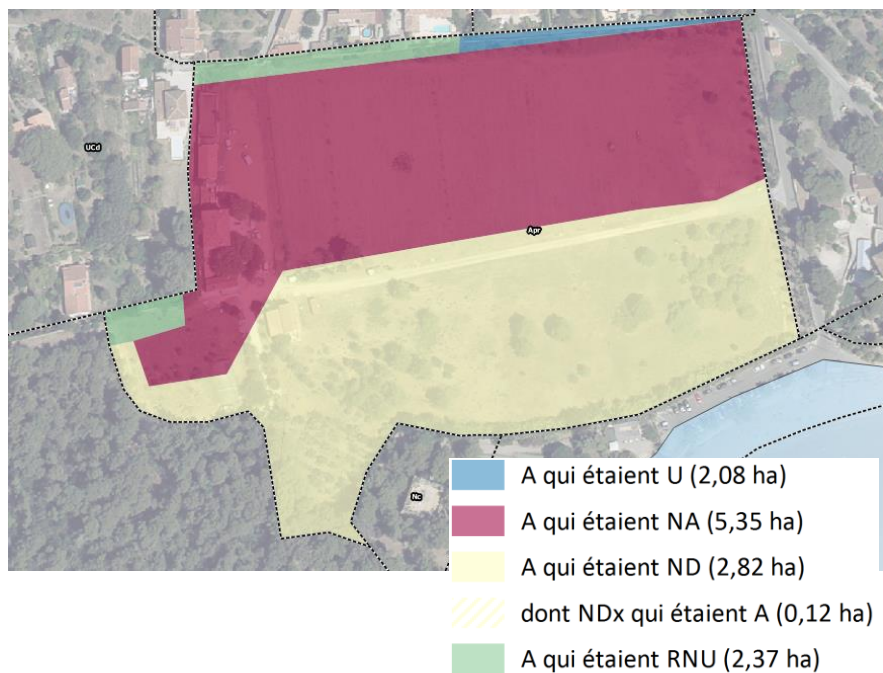 UCd
Apr
Nc
A qui étaient U (2,08 ha)
A qui étaient NA (5,35 ha)
A qui étaient ND (2,82 ha)
dont NDx qui étaient A (0,12 ha)
A qui étaient RNU (2,37 ha)